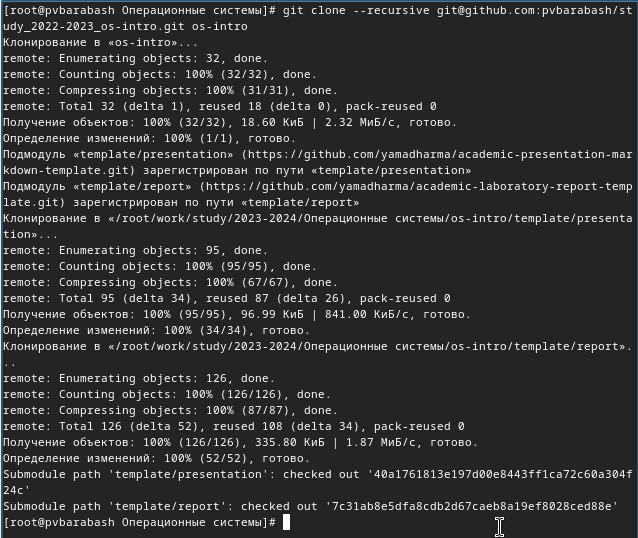 [root@pvbarabash Операционные системы]# git clone --recursive git@github.com:pvbarabash/st
udy_2022-2023_os-intro.git os-intro
Клонирование в «os-intro»...
remote: Enumerating objects: 32, done.
remote: Counting objects: 100% (32/32), done.
remote: Compressing objects: 100% (31/31), done.
remote: Total 32 (delta 1), reused 18 (delta 0), pack-reused 0
Получение объектов: 100% (32/32), 18.60 КиБ | 2.32 МиБ/с, готово.
Определение изменений: 100% (1/1), готово.
Подмодуль «template/presentation» (https://github.com/yamadharma/academic-presentation-mar
kdown-template.git) зарегистрирован по пути «template/presentation»
Подмодуль «template/report» (https://github.com/yamadharma/academic-laboratory-report-temp
late.git) зарегистрирован по пути «template/report»
Клонирование в «/root/work/study/2023-2024/Операционные системы/os-intro/template/presenta
tion»...
remote: Enumerating objects: 95, done.
remote: Counting objects: 100% (95/95), done.
remote: Compressing objects: 100% (67/67), done.
remote: Total 95 (delta 34), reused 87 (delta 26), pack-reused 0
Получение объектов: 100% (95/95), 96.99 КиБ | 841.00 КиБ/с, готово.
Определение изменений: 100% (34/34), готово.
Клонирование в «/root/work/study/2023-2024/Операционные системы/os-intro/template/report».
..
remote: Enumerating objects: 126, done.
remote: Counting objects: 100% (126/126), done.
remote: Compressing objects: 100% (87/87), done.
remote: Total 126 (delta 52), reused 108 (delta 34), pack-reused 0
Получение объектов: 100% (126/126), 335.80 КиБ | 1.87 МиБ/с, готово.
Определение изменений: 100% (52/52), готово.
Submodule path 'template/presentation': checked out '40a1761813e197d00e8443ff1ca72c60a304f
24c'
Submodule path 'template/report': checked out '7c31ab8e5dfa8cdb2d67caeb8a19ef8028ced88e'
[root@pvbarabash Операционные системы]#